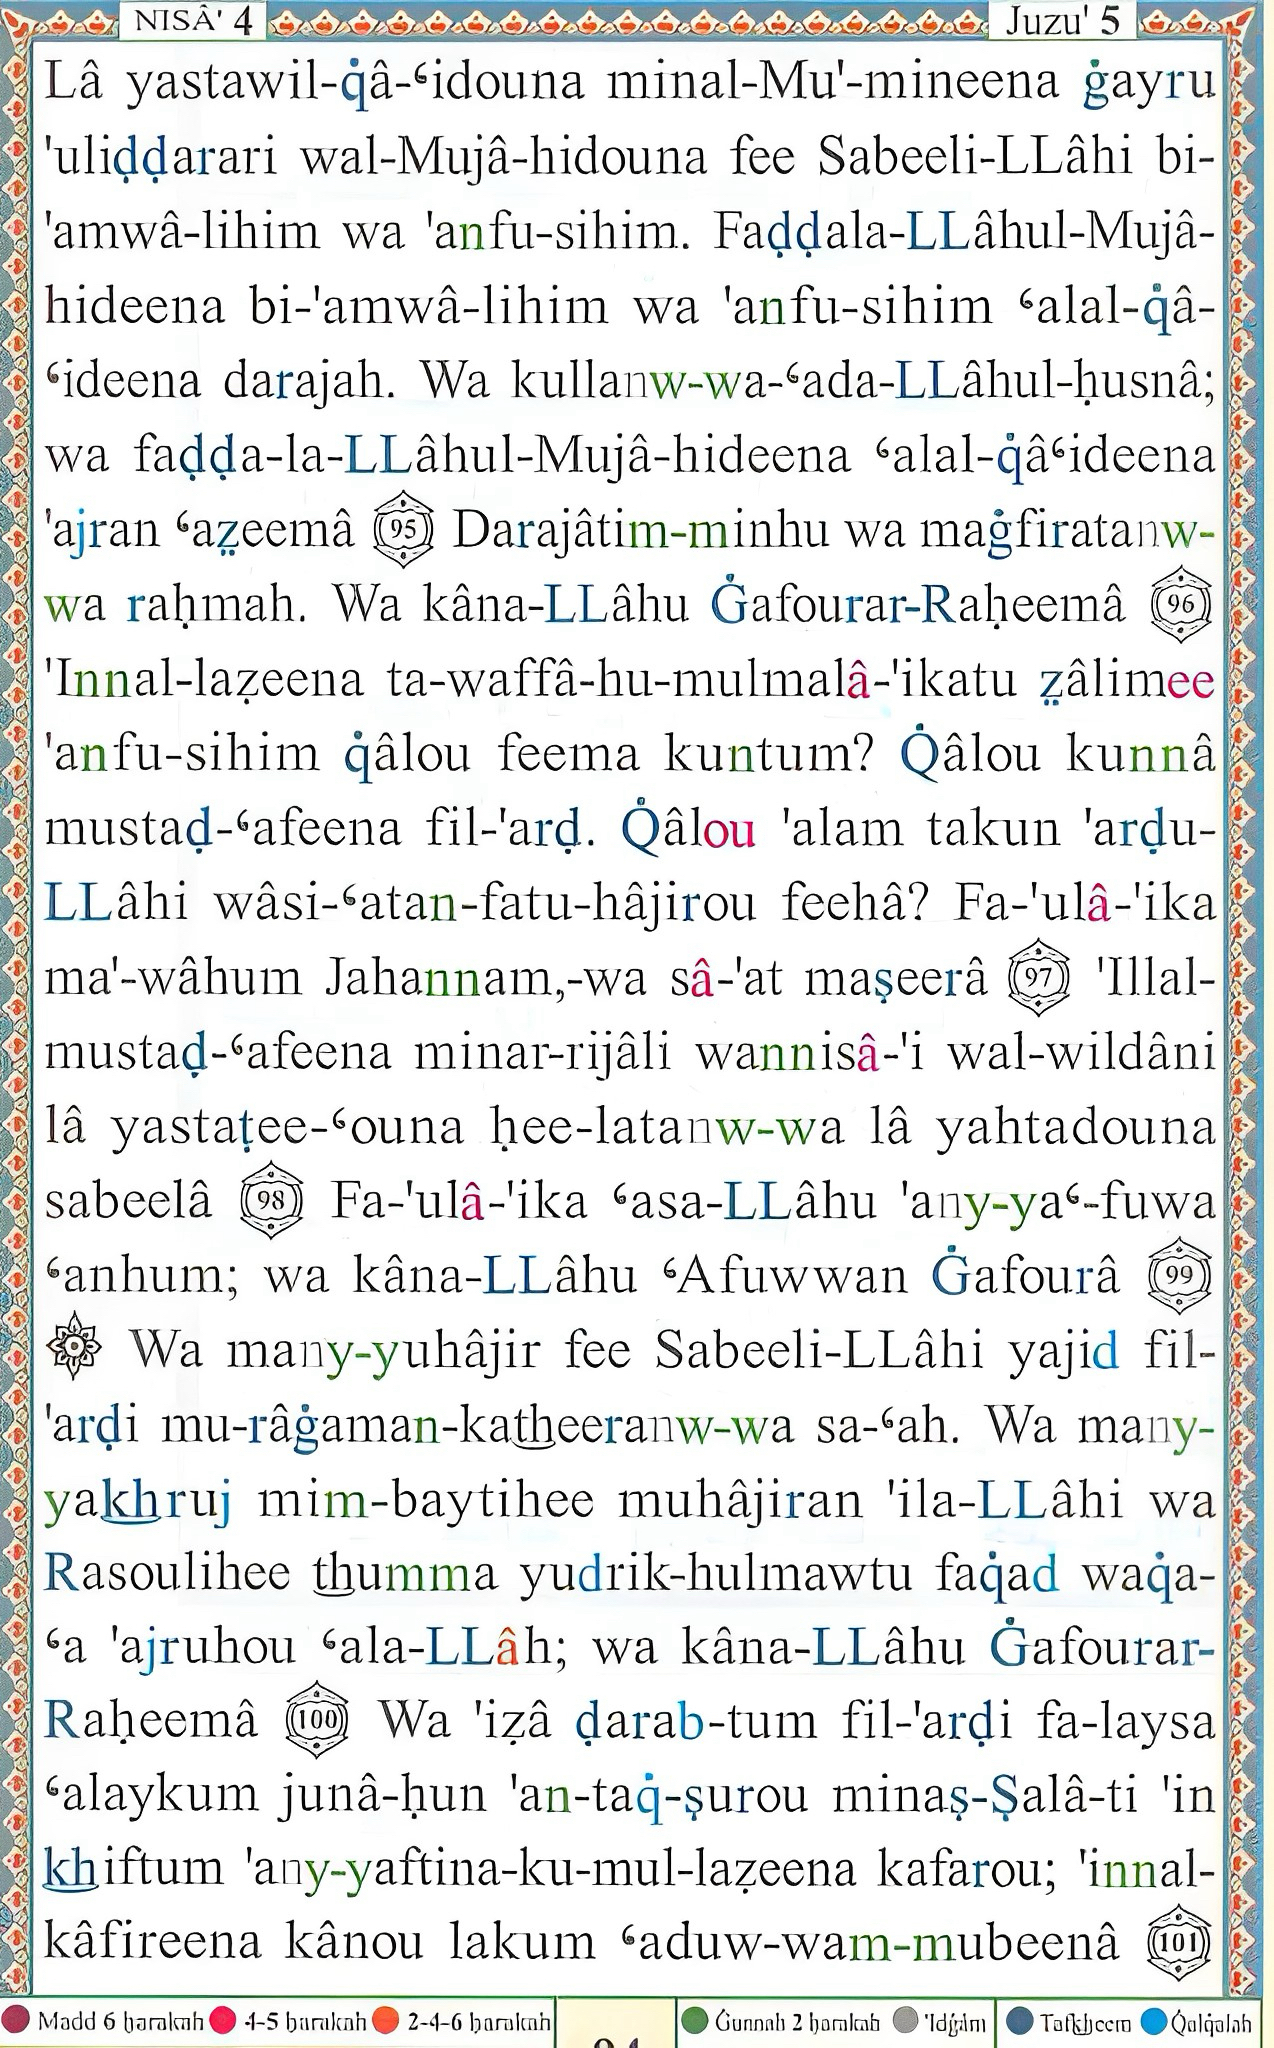 NISÂ' 4 Juzu' 5
Lâ yastawil-q̇â-ʿidouna minal-Mu'-mineena ġayru
'uliḍḍarari wal-Mujâ-hidouna fee Sabeeli-LLâhi bi-
'amwâ-lihim wa 'anfu-sihim. Faḍḍala-LLâhul-Mujâ-
hideena bi-'amwâ-lihim wa 'anfu-sihim ʿalal-q̇â-
ʿideena darajah. Wa kullanw-wa-ʿada-LLâhul-ḥusnâ;
wa faḍḍa-la-LLâhul-Mujâ-hideena ʿalal-q̇âʿideena
'ajran ʿaz̤eemâ 95 Darajâtim-minhu wa maġfiratanw-
wa raḥmah. Wa kâna-LLâhu Ġafourar-Raḥeemâ 96
'Innal-laẓeena ta-waffâ-hu-mulmalâ-'ikatu z̤âlimee
'anfu-sihim q̇âlou feema kuntum? Q̇âlou kunnâ
mustaḍ-ʿafeena fil-'arḍ. Q̇âlou 'alam takun 'arḍu-
LLâhi wâsi-ʿatan-fatu-hâjirou feehâ? Fa-'ulâ-'ika
ma'-wâhum Jahannam,-wa sâ-'at maṣeerâ 97 'Illal-
mustaḍ-ʿafeena minar-rijâli wannisâ-'i wal-wildâni
lâ yastaṭee-ʿouna ḥee-latanw-wa lâ yahtadouna
sabeelâ 98 Fa-'ulâ-'ika ʿasa-LLâhu 'any-yaʿ-fuwa
ʿanhum; wa kâna-LLâhu ʿAfuwwan Ġafourâ 99
Wa many-yuhâjir fee Sabeeli-LLâhi yajid fil-
'arḍi mu-râġaman-katheeranw-wa sa-ʿah. Wa many-
yakhruj mim-baytihee muhâjiran 'ila-LLâhi wa
Rasoulihee thumma yudrik-hulmawtu faq̇ad waq̇a-
ʿa 'ajruhou ʿala-LLâh; wa kâna-LLâhu Ġafourar-
Raḥeemâ 100 Wa 'iẓâ ḍarab-tum fil-'arḍi fa-laysa
ʿalaykum junâ-ḥun 'an-taq̇-ṣurou minaṣ-Ṣalâ-ti 'in
khiftum 'any-yaftina-ku-mul-laẓeena kafarou; 'innal-
kâfireena kânou lakum ʿaduw-wam-mubeenâ 101
Madd 6 ḥarakah 4-5 ḥarakah 2-4-6 ḥarakah Ġunnah 2 ḥarakah 'Idġâm Tafkheem Q̇alq̇alah